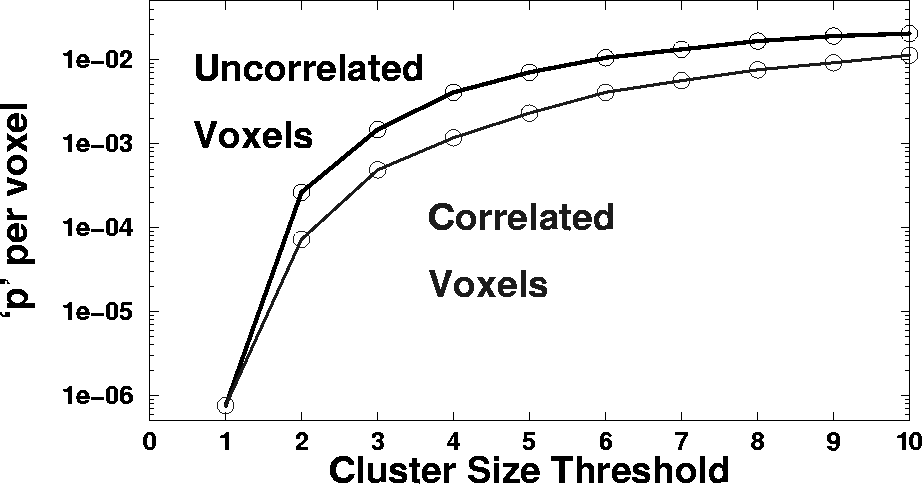 1e−02
1e−03
1e−04
1e−05
1e−06
'p' per voxel
Uncorrelated
Voxels
Correlated
Voxels
0 1 2 3 4 5 6 7 8 9 10
Cluster Size Threshold